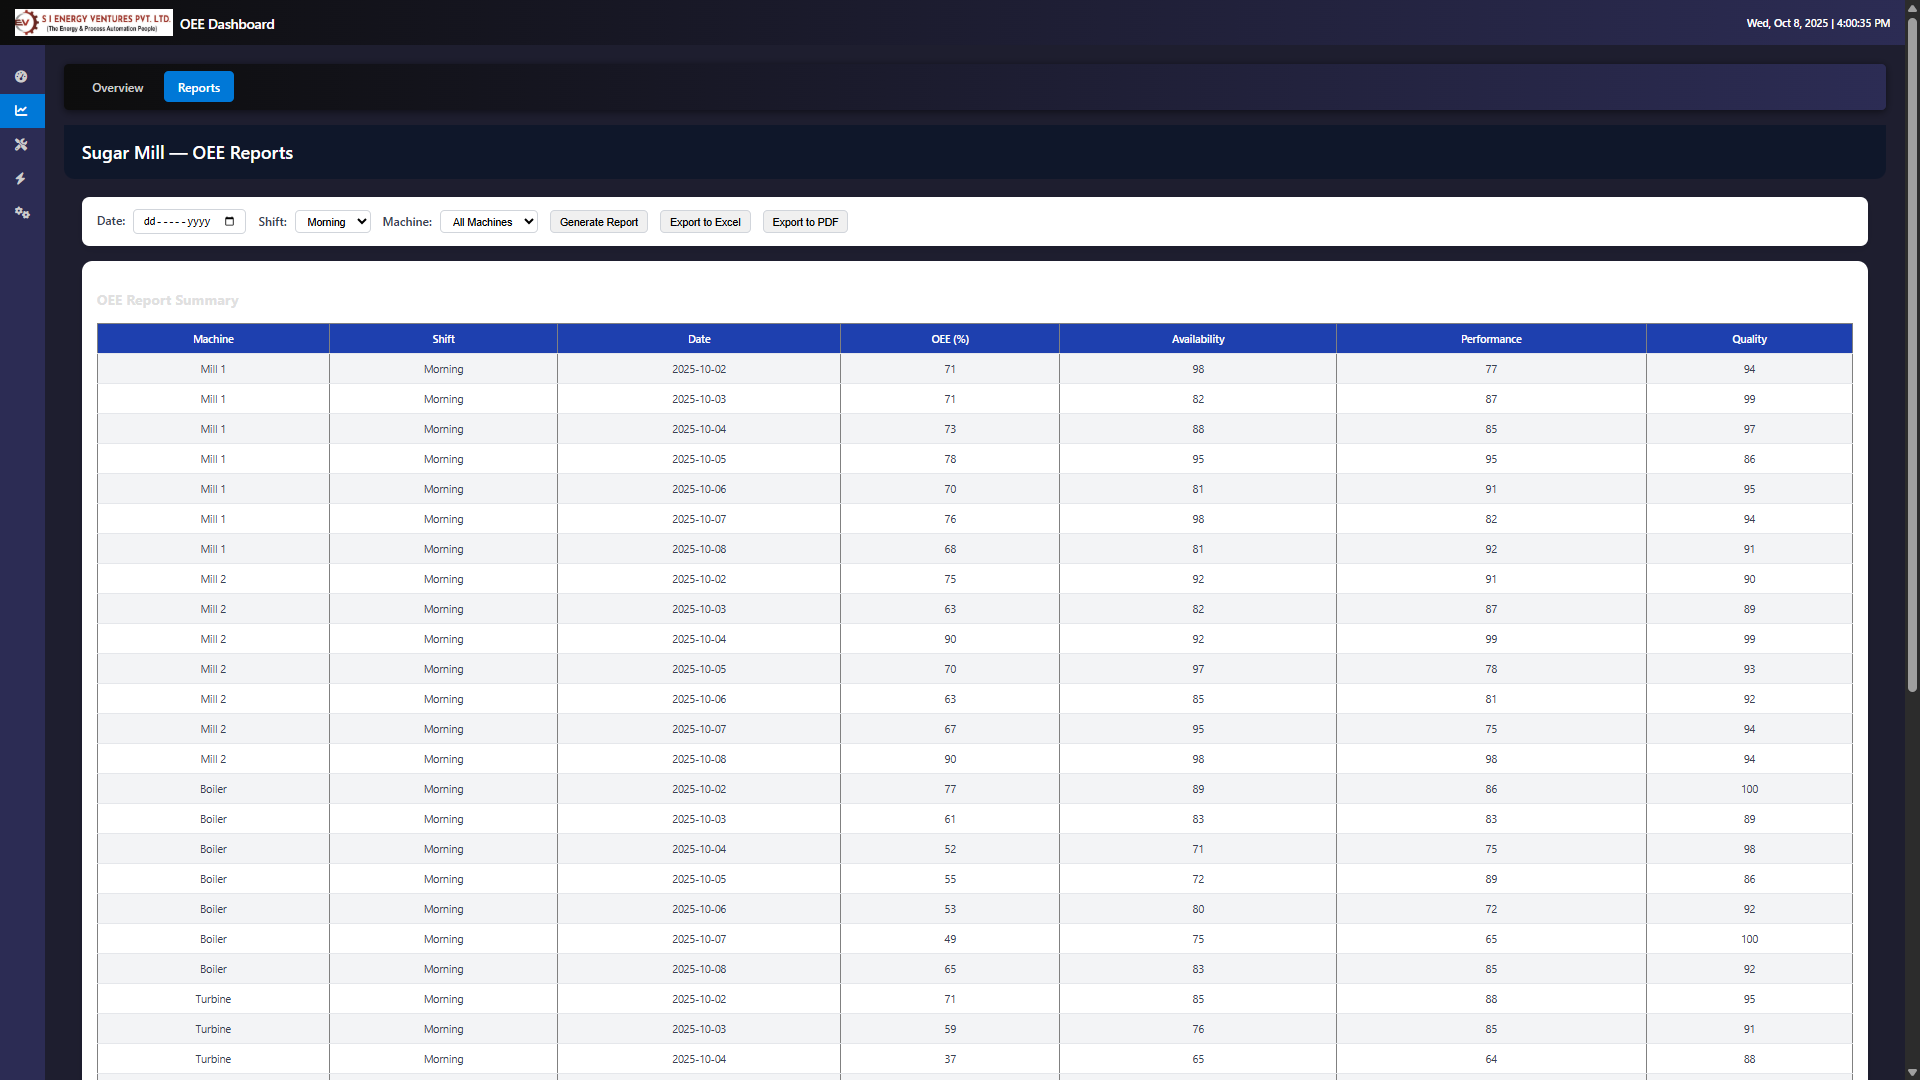 S I ENERGY VENTURES PVT. LTD.
(The Energy & Process Automation People)
OEE Dashboard
Wed, Oct 8, 2025 | 4:00:35 PM
Overview Reports
Sugar Mill — OEE Reports
Date: dd-----yyyy Shift: Morning Machine: All Machines Generate Report Export to Excel Export to PDF
OEE Report Summary
Machine Shift Date OEE (%) Availability Performance Quality
Mill 1 Morning 2025-10-02 71 98 77 94
Mill 1 Morning 2025-10-03 71 82 87 99
Mill 1 Morning 2025-10-04 73 88 85 97
Mill 1 Morning 2025-10-05 78 95 95 86
Mill 1 Morning 2025-10-06 70 81 91 95
Mill 1 Morning 2025-10-07 76 98 82 94
Mill 1 Morning 2025-10-08 68 81 92 91
Mill 2 Morning 2025-10-02 75 92 91 90
Mill 2 Morning 2025-10-03 63 82 87 89
Mill 2 Morning 2025-10-04 90 92 99 99
Mill 2 Morning 2025-10-05 70 97 78 93
Mill 2 Morning 2025-10-06 63 85 81 92
Mill 2 Morning 2025-10-07 67 95 75 94
Mill 2 Morning 2025-10-08 90 98 98 94
Boiler Morning 2025-10-02 77 89 86 100
Boiler Morning 2025-10-03 61 83 83 89
Boiler Morning 2025-10-04 52 71 75 98
Boiler Morning 2025-10-05 55 72 89 86
Boiler Morning 2025-10-06 53 80 72 92
Boiler Morning 2025-10-07 49 75 65 100
Boiler Morning 2025-10-08 65 83 85 92
Turbine Morning 2025-10-02 71 85 88 95
Turbine Morning 2025-10-03 59 76 85 91
Turbine Morning 2025-10-04 37 65 64 88